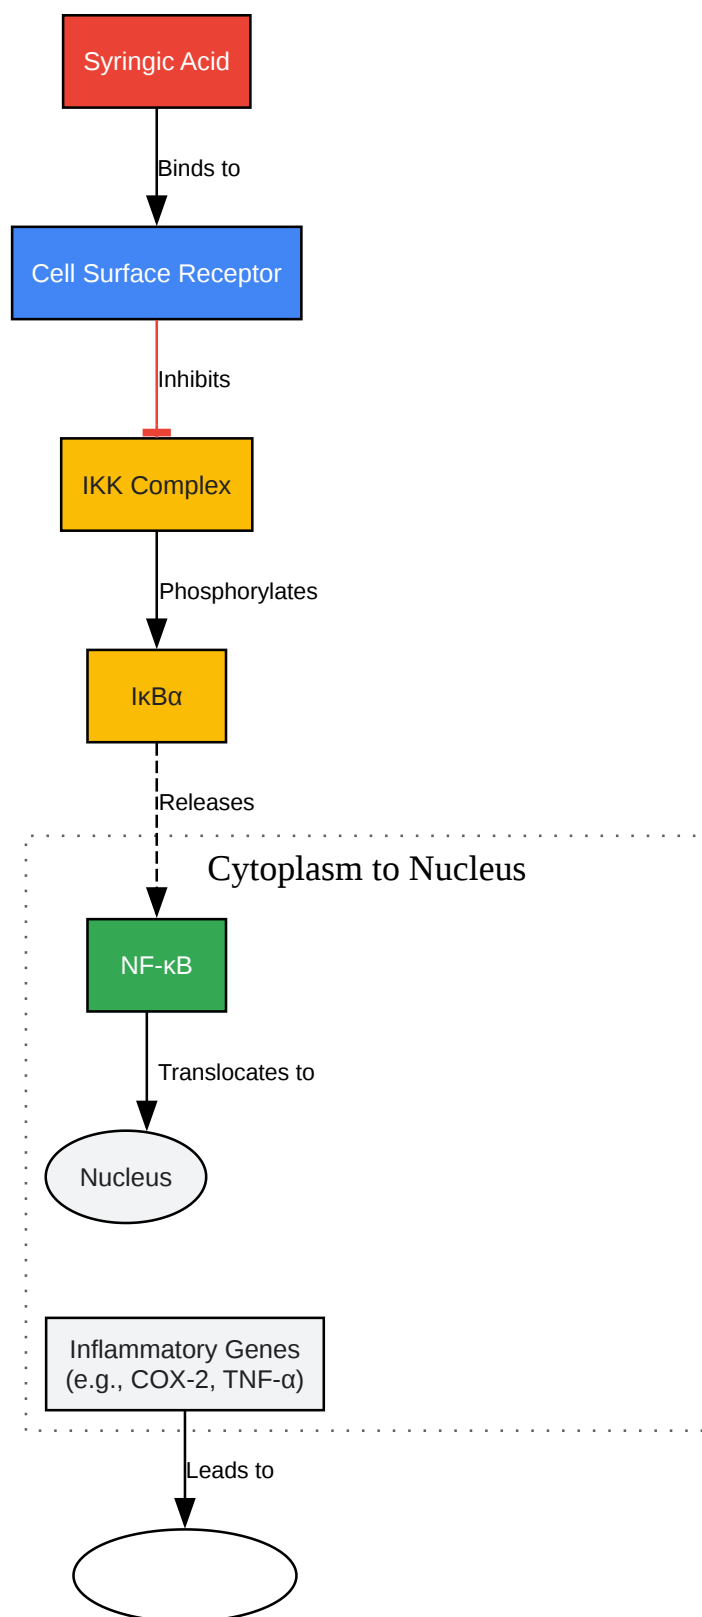 Syringic Acid
Binds to
Cell Surface Receptor
Inhibits
IKK Complex
Phosphorylates
IκBα
Releases
Cytoplasm to Nucleus
NF-κB
Translocates to
Nucleus
Inflammatory Genes
(e.g., COX-2, TNF-α)
Leads to